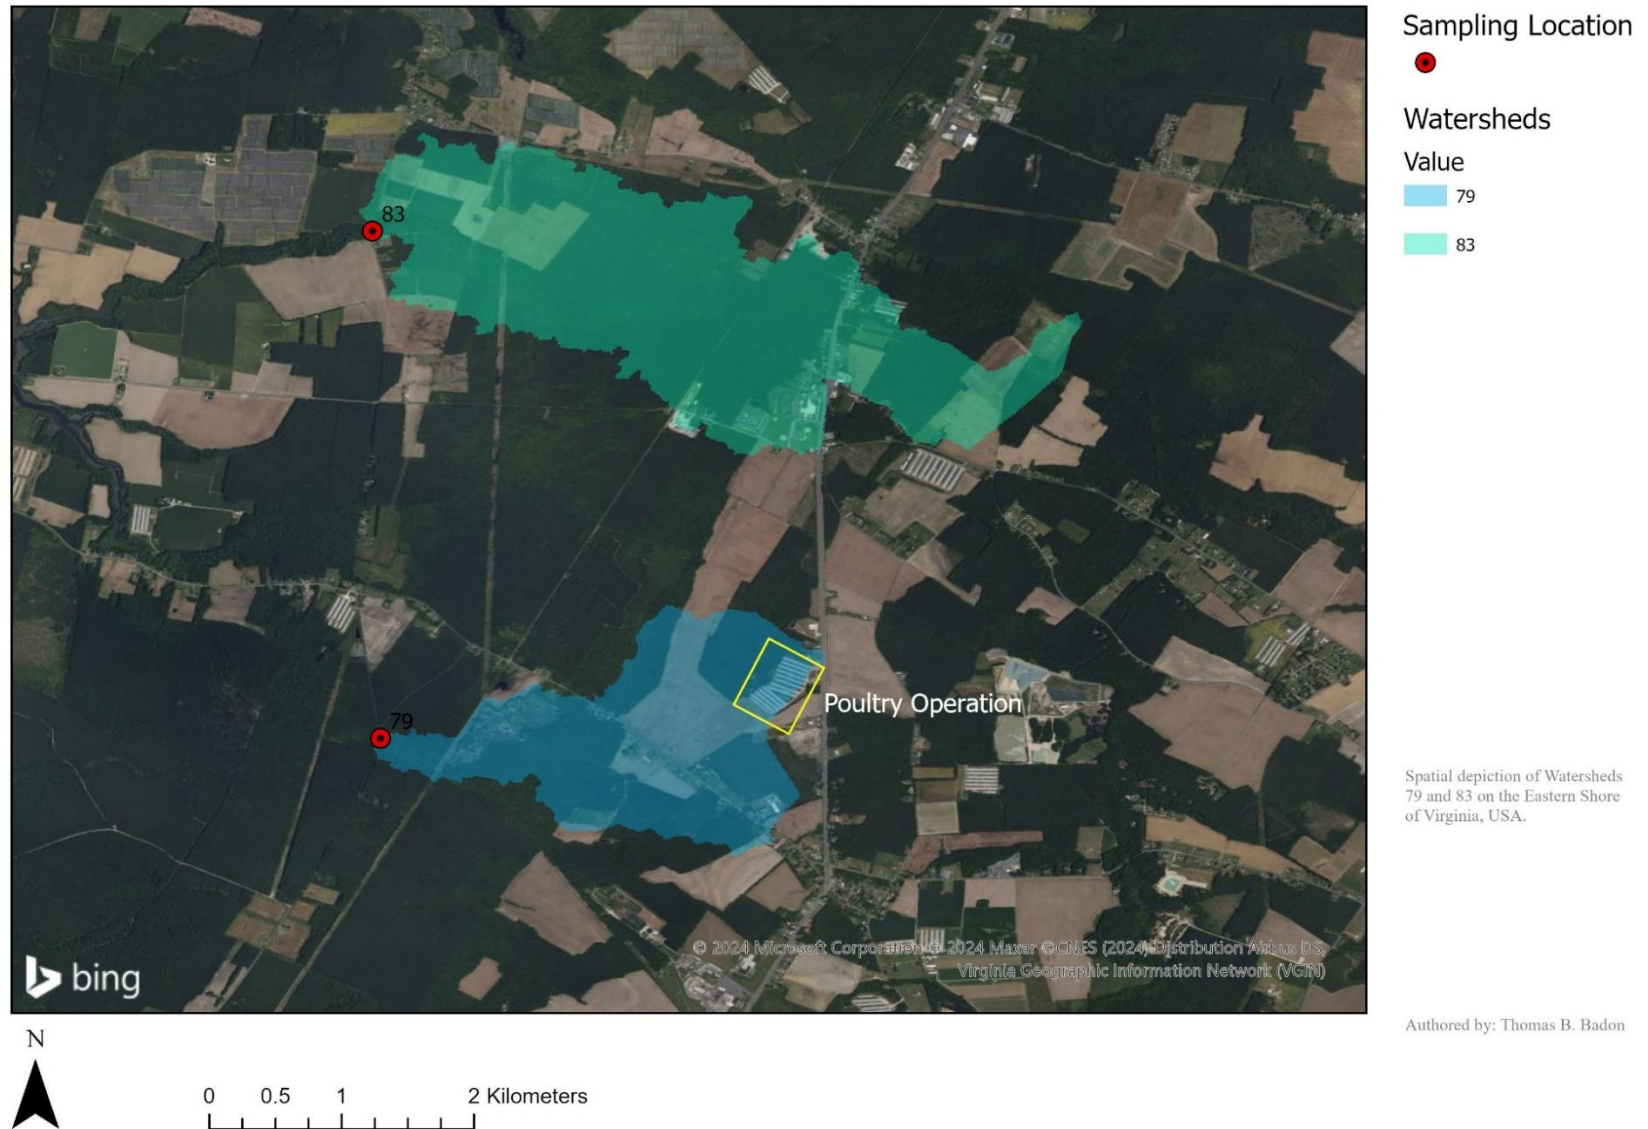 Sampling Location
Watersheds
Value
79
83
83
79
Poultry Operation
Spatial depiction of Watersheds
79 and 83 on the Eastern Shore
of Virginia, USA.
© 2024 Microsoft Corporation © 2024 Maxar ©CNES (2024) Distribution Airbus DS,
Virginia Geographic Information Network (VGIN)
bing
Authored by: Thomas B. Badon
N
0 0.5 1 2 Kilometers